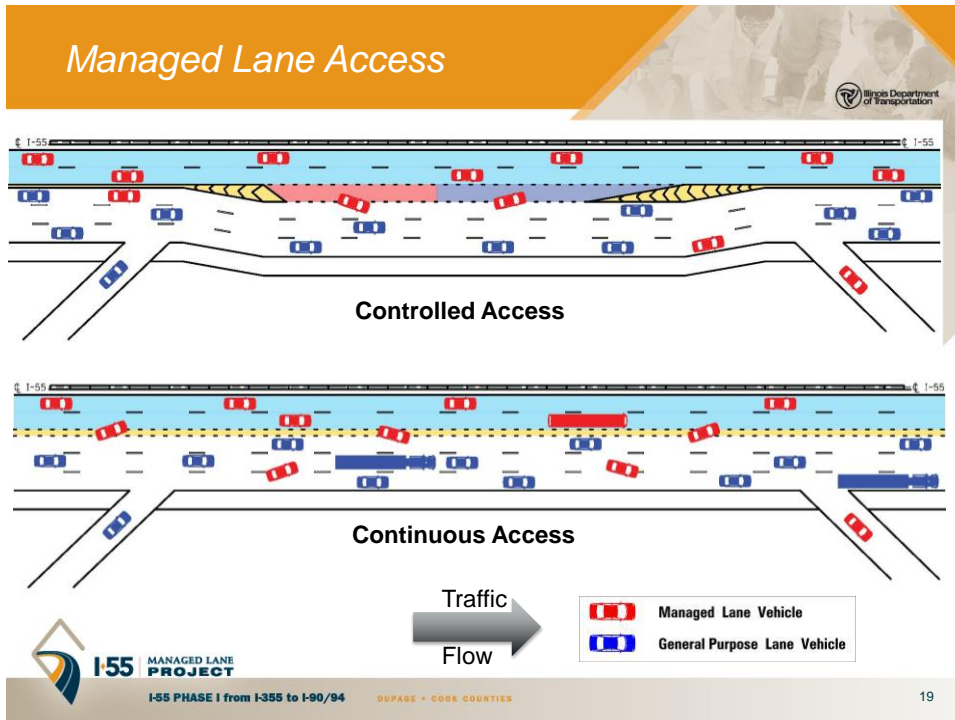 Managed Lane Access
Illinois Department
of Transportation
℄ I-55
℄ I-55
Controlled Access
℄ I-55
℄ I-55
Continuous Access
Traffic
Flow
Managed Lane Vehicle
General Purpose Lane Vehicle
I-55 MANAGED LANE
PROJECT
I-55 PHASE I from I-355 to I-90/94 DUPAGE • COOK COUNTIES
19